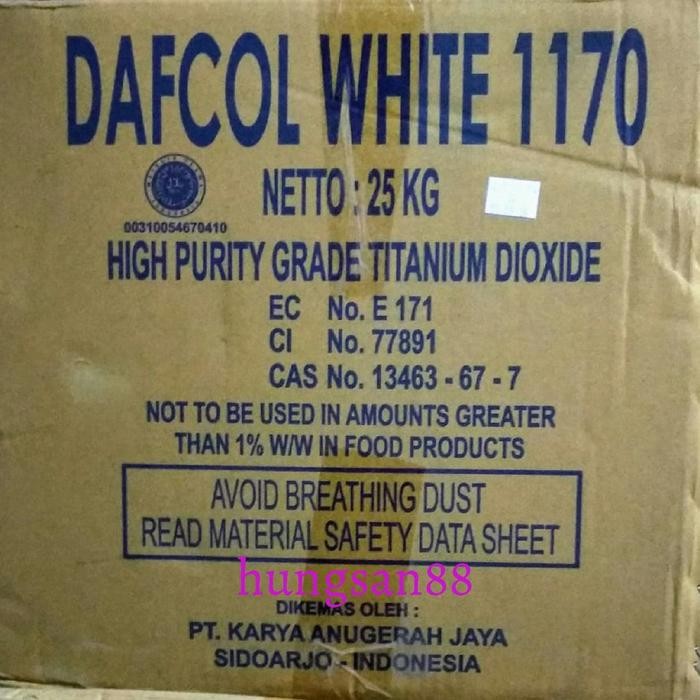 DAFCOL WHITE 1170
NETTO : 25 KG
00310054670410
HIGH PURITY GRADE TITANIUM DIOXIDE
EC No. E 171
CI No. 77891
CAS No. 13463 - 67 - 7
NOT TO BE USED IN AMOUNTS GREATER
THAN 1% W/W IN FOOD PRODUCTS
AVOID BREATHING DUST
READ MATERIAL SAFETY DATA SHEET
hungsan88
DIKEMAS OLEH :
PT. KARYA ANUGERAH JAYA
SIDOARJO - INDONESIA